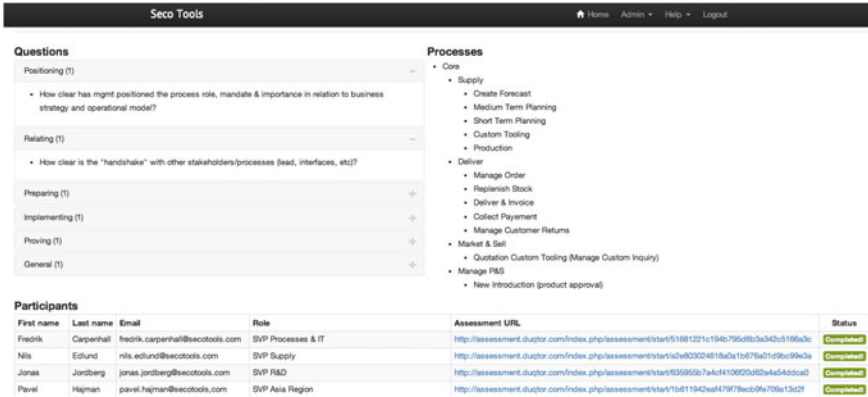 Seco Tools
Home Admin Help Logout
Questions
Positioning (1)
How clear has mgmt positioned the process role, mandate & importance in relation to business
strategy and operational model?
Relating (1)
How clear is the "handshake" with other stakeholders/processes (lead, interfaces, etc)?
Preparing (1)
Implementing (1)
Proving (1)
General (1)
Processes
Core
Supply
Create Forecast
Medium Term Planning
Short Term Planning
Custom Tooling
Production
Deliver
Manage Order
Replenish Stock
Deliver & Invoice
Collect Payement
Manage Customer Returns
Market & Sell
Quotation Custom Tooling (Manage Custom Inquiry)
Manage P&S
New Introduction (product approval)
Participants
First name Last name Email Role Assessment URL Status
Fredrik Carpenhall fredrik.carpenhall@secotools.com SVP Processes & IT Completed!
Nils Edlund nils.edlund@secotools.com SVP Supply Completed!
Jonas Jordberg jonas.jordberg@secotools.com SVP R&D Completed!
Pavel Hajman pavel.hajman@secotools,com SVP Asia Region Completed!